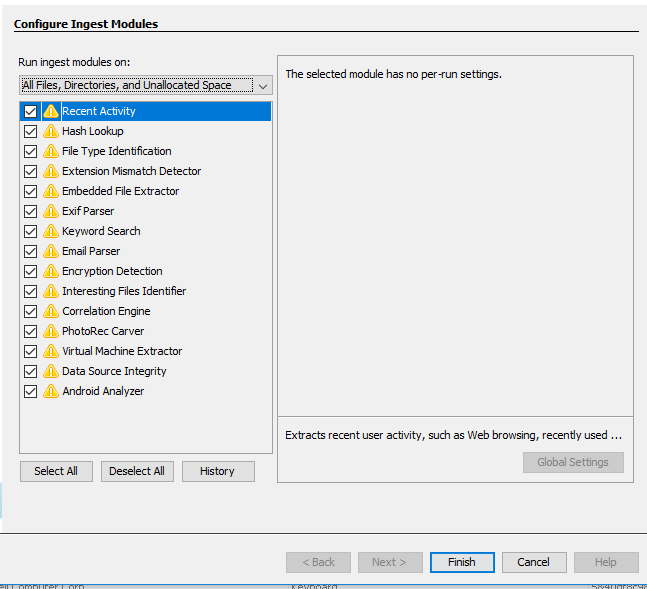 Configure Ingest Modules
Run ingest modules on:
All Files, Directories, and Unallocated Space
Recent Activity
Hash Lookup
File Type Identification
Extension Mismatch Detector
Embedded File Extractor
Exif Parser
Keyword Search
Email Parser
Encryption Detection
Interesting Files Identifier
Correlation Engine
PhotoRec Carver
Virtual Machine Extractor
Data Source Integrity
Android Analyzer
Select All
Deselect All
History
The selected module has no per-run settings.
Extracts recent user activity, such as Web browsing, recently used ...
Global Settings
< Back
Next >
Finish
Cancel
Help
Computer Corp.
Keyboard